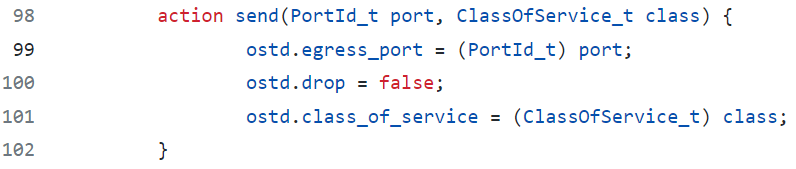 98 action send(PortId_t port, ClassOfService_t class) {
99 ostd.egress_port = (PortId_t) port;
100 ostd.drop = false;
101 ostd.class_of_service = (ClassOfService_t) class;
102 }